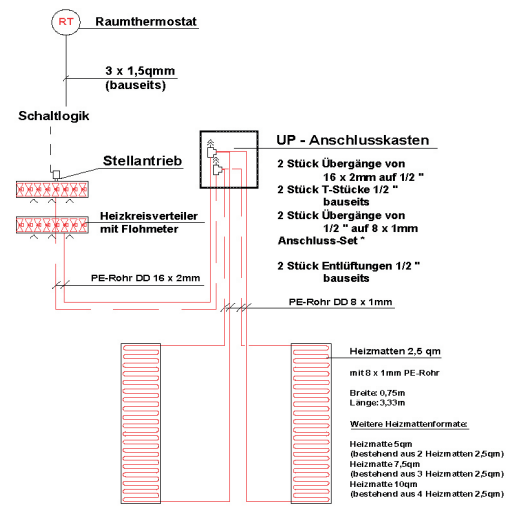 RT
Raumthermostat
3 x 1,5qmm
(bauseits)
Schaltlogik
Stellantrieb
Heizkreisverteiler
mit Flohmeter
PE-Rohr DD 16 x 2mm
UP - Anschlusskasten
2 Stück Übergänge von
16 x 2mm auf 1/2 "
2 Stück T-Stücke 1/2 "
bauseits
2 Stück Übergänge von
1/2 " auf 8 x 1mm
Anschluss-Set *
2 Stück Entlüftungen 1/2 "
bauseits
PE-Rohr DD 8 x 1mm
Heizmatten 2,5 qm
mit 8 x 1mm PE-Rohr
Breite: 0,75m
Länge: 3,33m
Weitere Heizmattenformate:
Heizmatte 5qm
(bestehend aus 2 Heizmatten 2,5qm)
Heizmatte 7,5qm
(bestehend aus 3 Heizmatten 2,5qm)
Heizmatte 10qm
(bestehend aus 4 Heizmatten 2,5qm)